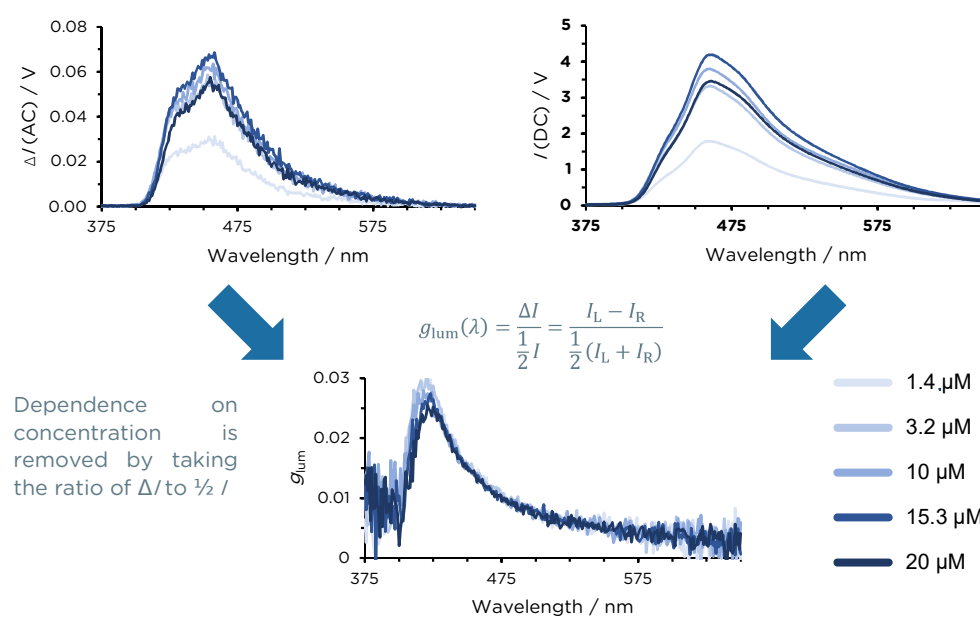 0.08
0.06
0.04
0.02
0.00
375
475
575
ΔI (AC) / V
Wavelength / nm
5
4
3
2
1
0
375
475
575
I (DC) / V
Wavelength / nm
g_lum(λ) = ΔI / (½ I) = (I_L − I_R) / (½ (I_L + I_R))
Dependence on
concentration is
removed by taking
the ratio of ΔI to ½ I
0.03
0.02
0.01
0
375
475
575
g_lum
Wavelength / nm
1.4 µM
3.2 µM
10 µM
15.3 µM
20 µM